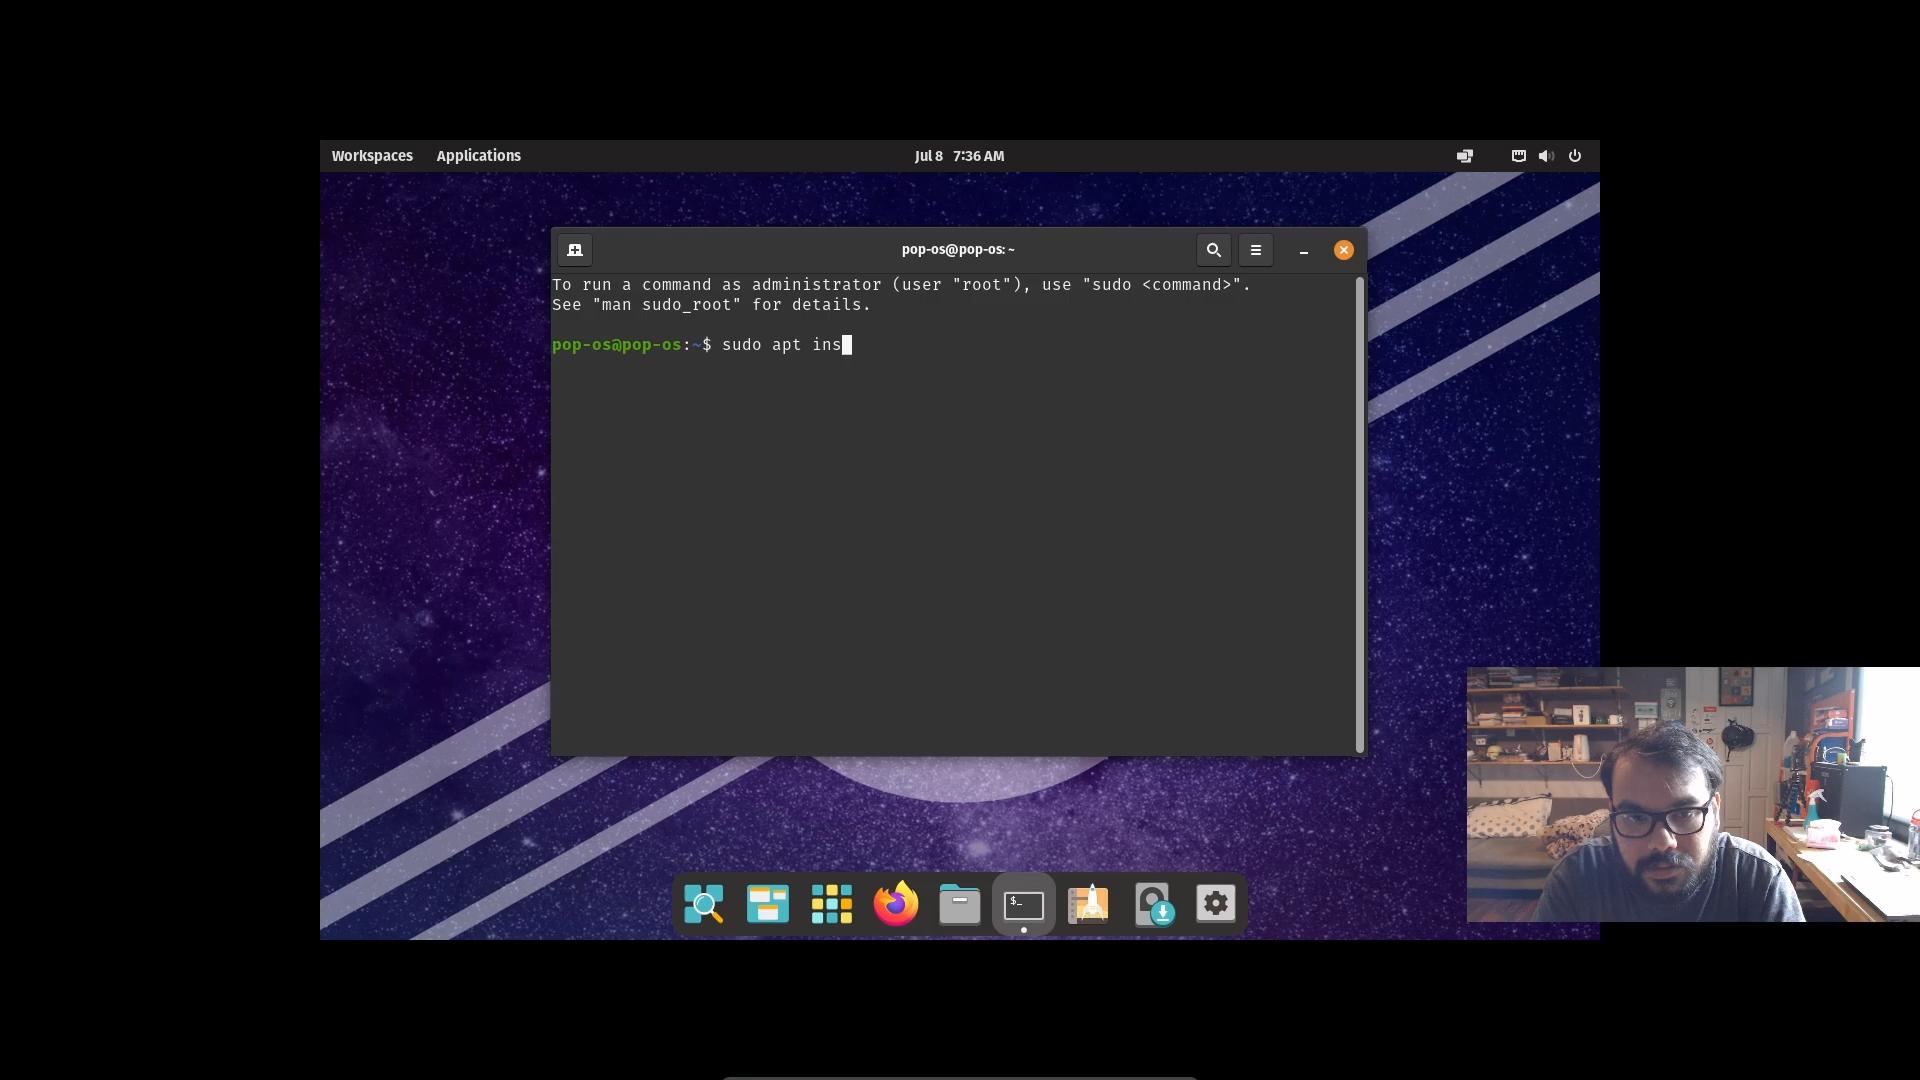 Workspaces Applications Jul 8 7:36 AM
pop-os@pop-os: ~
To run a command as administrator (user "root"), use "sudo <command>".
See "man sudo_root" for details.
pop-os@pop-os:~$ sudo apt ins
$_